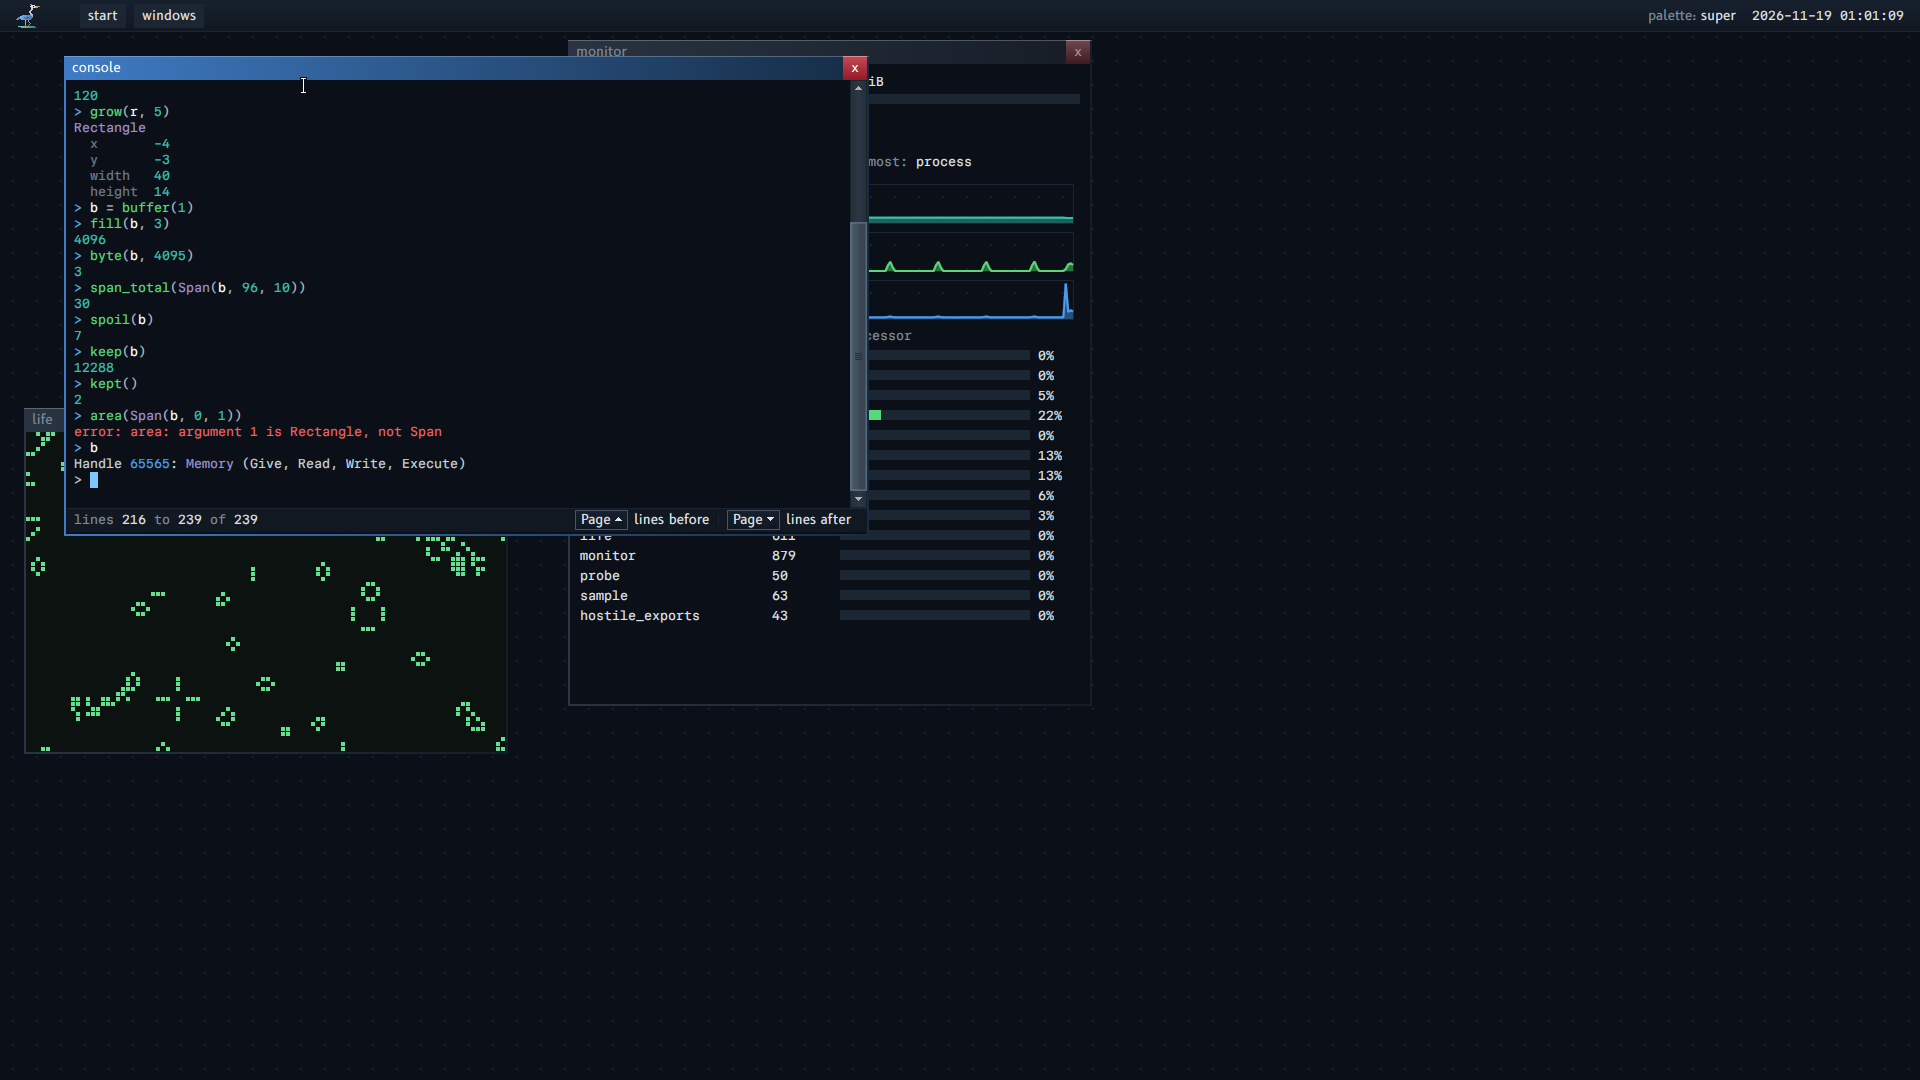 start windows palette: super 2026-11-19 01:01:09
monitor x
console x
iB
120
> grow(r, 5)
Rectangle
x -4
y -3
width 40
height 14
> b = buffer(1)
> fill(b, 3)
4096
> byte(b, 4095)
3
> span_total(Span(b, 96, 10))
30
> spoil(b)
7
> keep(b)
12288
> kept()
2
> area(Span(b, 0, 1))
error: area: argument 1 is Rectangle, not Span
> b
Handle 65565: Memory (Give, Read, Write, Execute)
>
lines 216 to 239 of 239 Page lines before Page lines after
most: process
cessor
0%
0%
5%
22%
0%
13%
13%
6%
3%
life 611 0%
monitor 879 0%
probe 50 0%
sample 63 0%
hostile_exports 43 0%
life